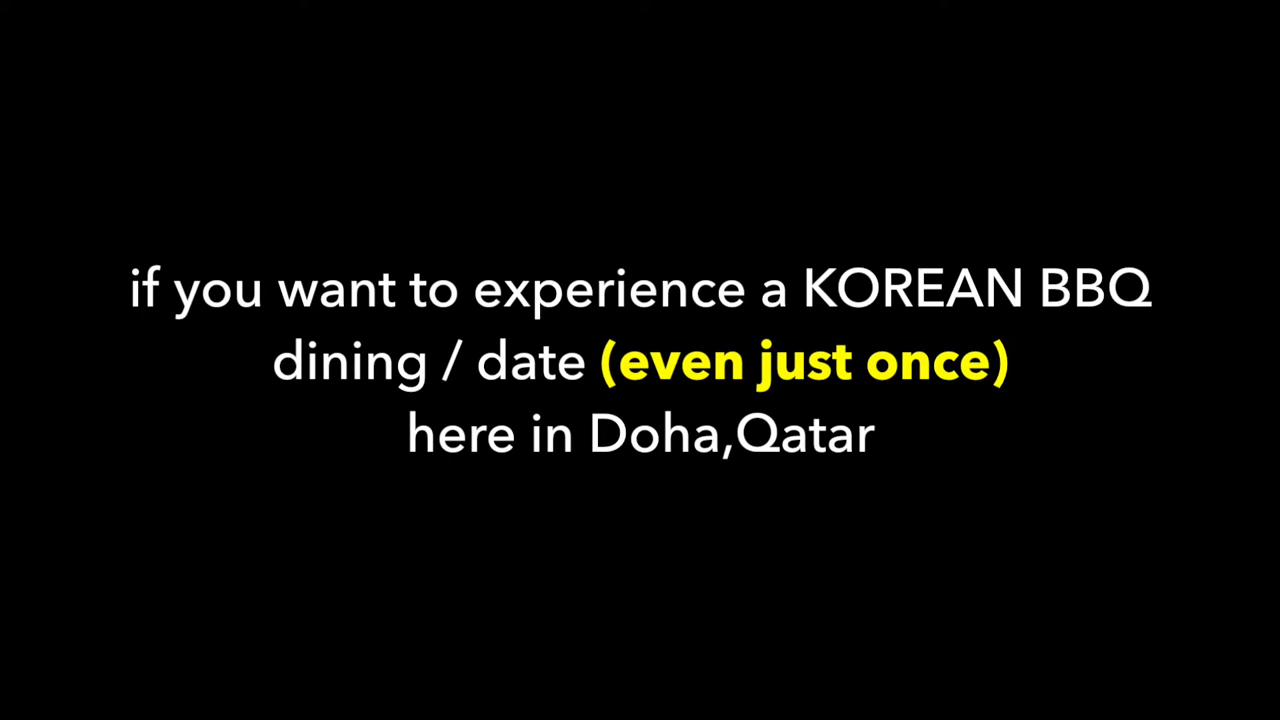 if you want to experience a KOREAN BBQ
dining / date (even just once)
here in Doha,Qatar